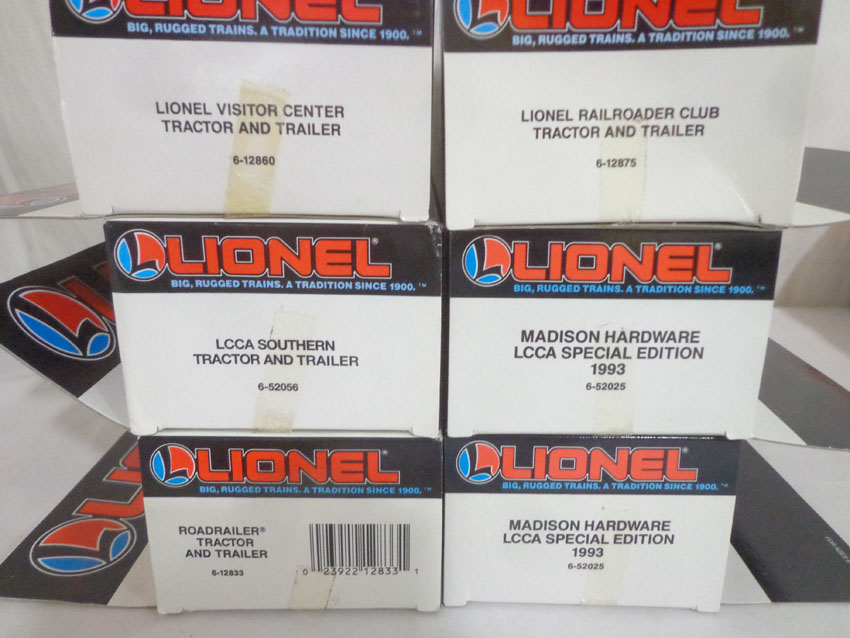 LIONEL
BIG, RUGGED TRAINS. A TRADITION SINCE 1900.™
LIONEL VISITOR CENTER
TRACTOR AND TRAILER
6-12860
LIONEL
BIG, RUGGED TRAINS. A TRADITION SINCE 1900.™
LIONEL RAILROADER CLUB
TRACTOR AND TRAILER
6-12875
L LIONEL®
BIG, RUGGED TRAINS. A TRADITION SINCE 1900.™
LCCA SOUTHERN
TRACTOR AND TRAILER
6-52056
L LIONEL®
BIG, RUGGED TRAINS. A TRADITION SINCE 1900.™
MADISON HARDWARE
LCCA SPECIAL EDITION
1993
6-52025
L LIONEL®
BIG, RUGGED TRAINS. A TRADITION SINCE 1900.™
ROADRAILER®
TRACTOR
AND TRAILER
6-12833
0 23922 12833 1
L LIONEL®
BIG, RUGGED TRAINS. A TRADITION SINCE 1900.™
MADISON HARDWARE
LCCA SPECIAL EDITION
1993
6-52025